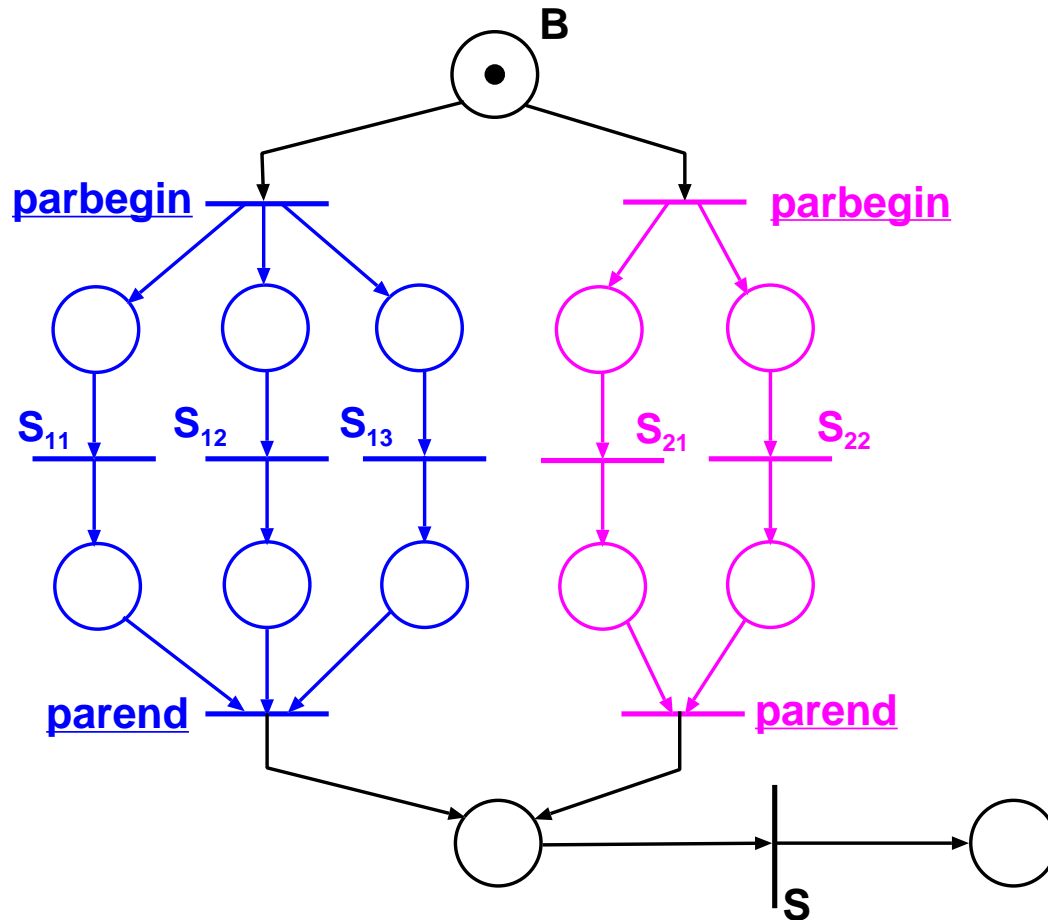 B
parbegin
parbegin
S₁₁
S₁₂
S₁₃
S₂₁
S₂₂
parend
parend
S